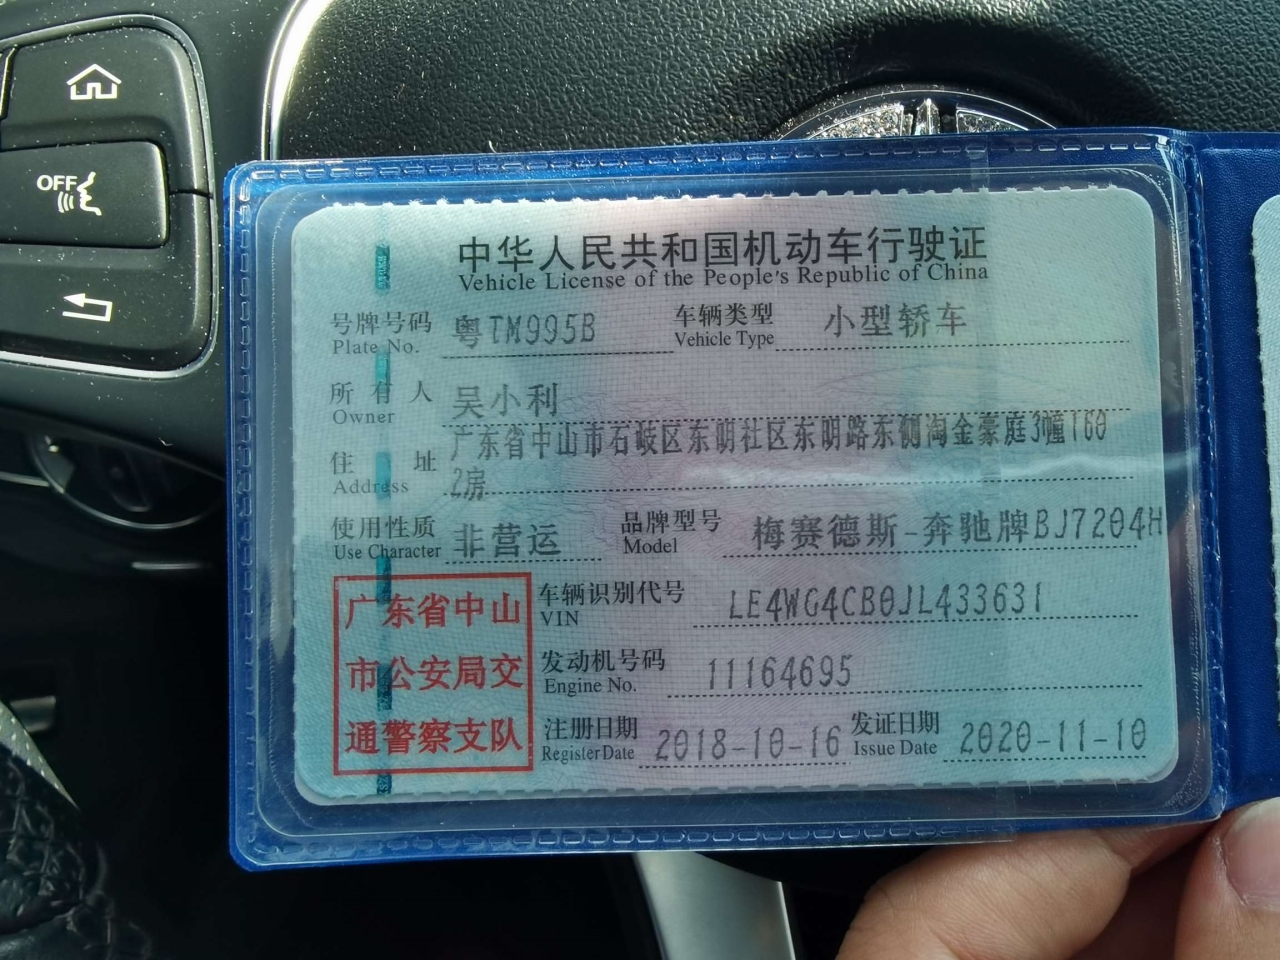 OFF
中华人民共和国机动车行驶证
Vehicle License of the People's Republic of China
号牌号码 粤TM995B 车辆类型 小型轿车
Plate No. Vehicle Type
所有人 吴小利
Owner
广东省中山市石岐区东明社区东明路东侧淘金豪庭3幢160
住址 2房
Address
使用性质 非营运 品牌型号 梅赛德斯-奔驰牌BJ7204H
Use Character Model
广东省中山
市公安局交
通警察支队
车辆识别代号 LE4WG4CB0JL433631
VIN
发动机号码 11164695
Engine No.
注册日期 2018-10-16 发证日期 2020-11-10
Register Date Issue Date